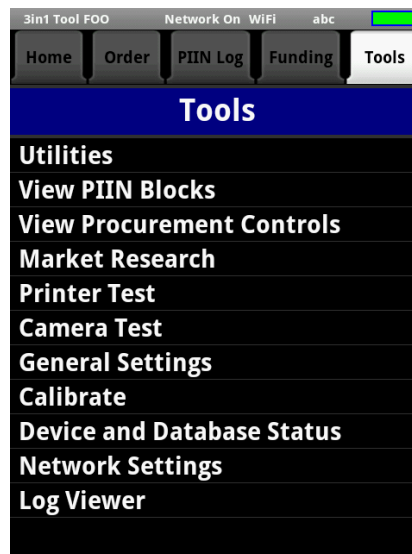 3in1 Tool FOO Network On WiFi abc
Home Order PIIN Log Funding Tools
Tools
Utilities
View PIIN Blocks
View Procurement Controls
Market Research
Printer Test
Camera Test
General Settings
Calibrate
Device and Database Status
Network Settings
Log Viewer